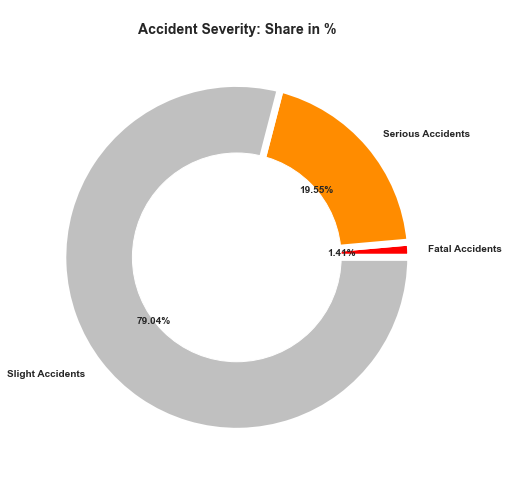 Accident Severity: Share in %
Serious Accidents
19.55%
Fatal Accidents
1.41%
79.04%
Slight Accidents